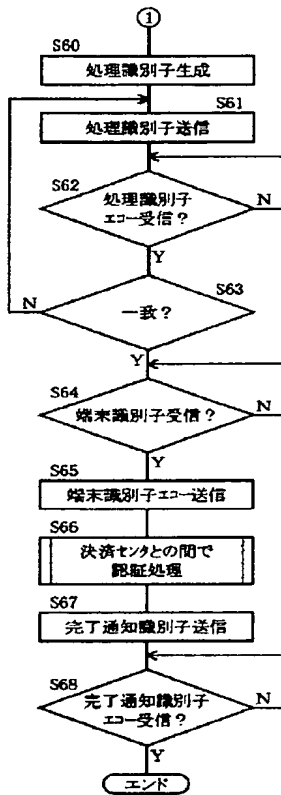 ①
S60
処理識別子生成
S61
処理識別子送信
S62
処理識別子
エコー受信?
N
Y
S63
一致?
N
Y
S64
端末識別子受信?
N
Y
S65
端末識別子エコー送信
S66
決済センタとの間で
認証処理
S67
完了通知識別子送信
S68
完了通知識別子
エコー受信?
N
Y
エンド